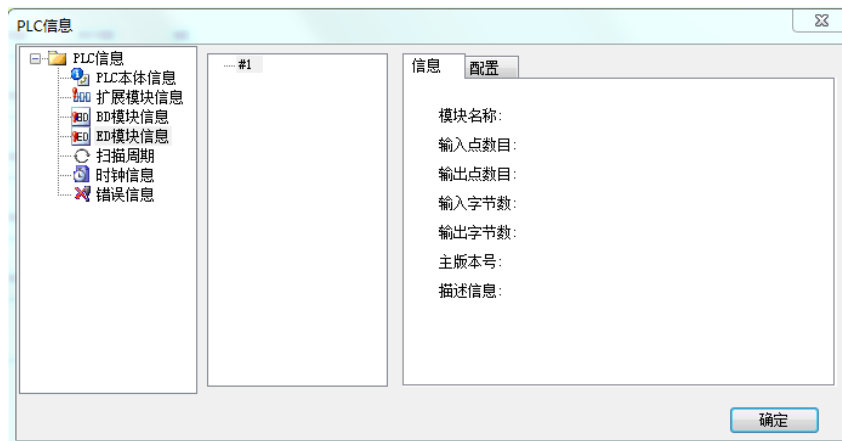 PLC信息
PLC信息
PLC本体信息
扩展模块信息
BD模块信息
ED模块信息
扫描周期
时钟信息
错误信息
#1
信息
配置
模块名称:
输入点数目:
输出点数目:
输入字节数:
输出字节数:
主版本号:
描述信息:
确定